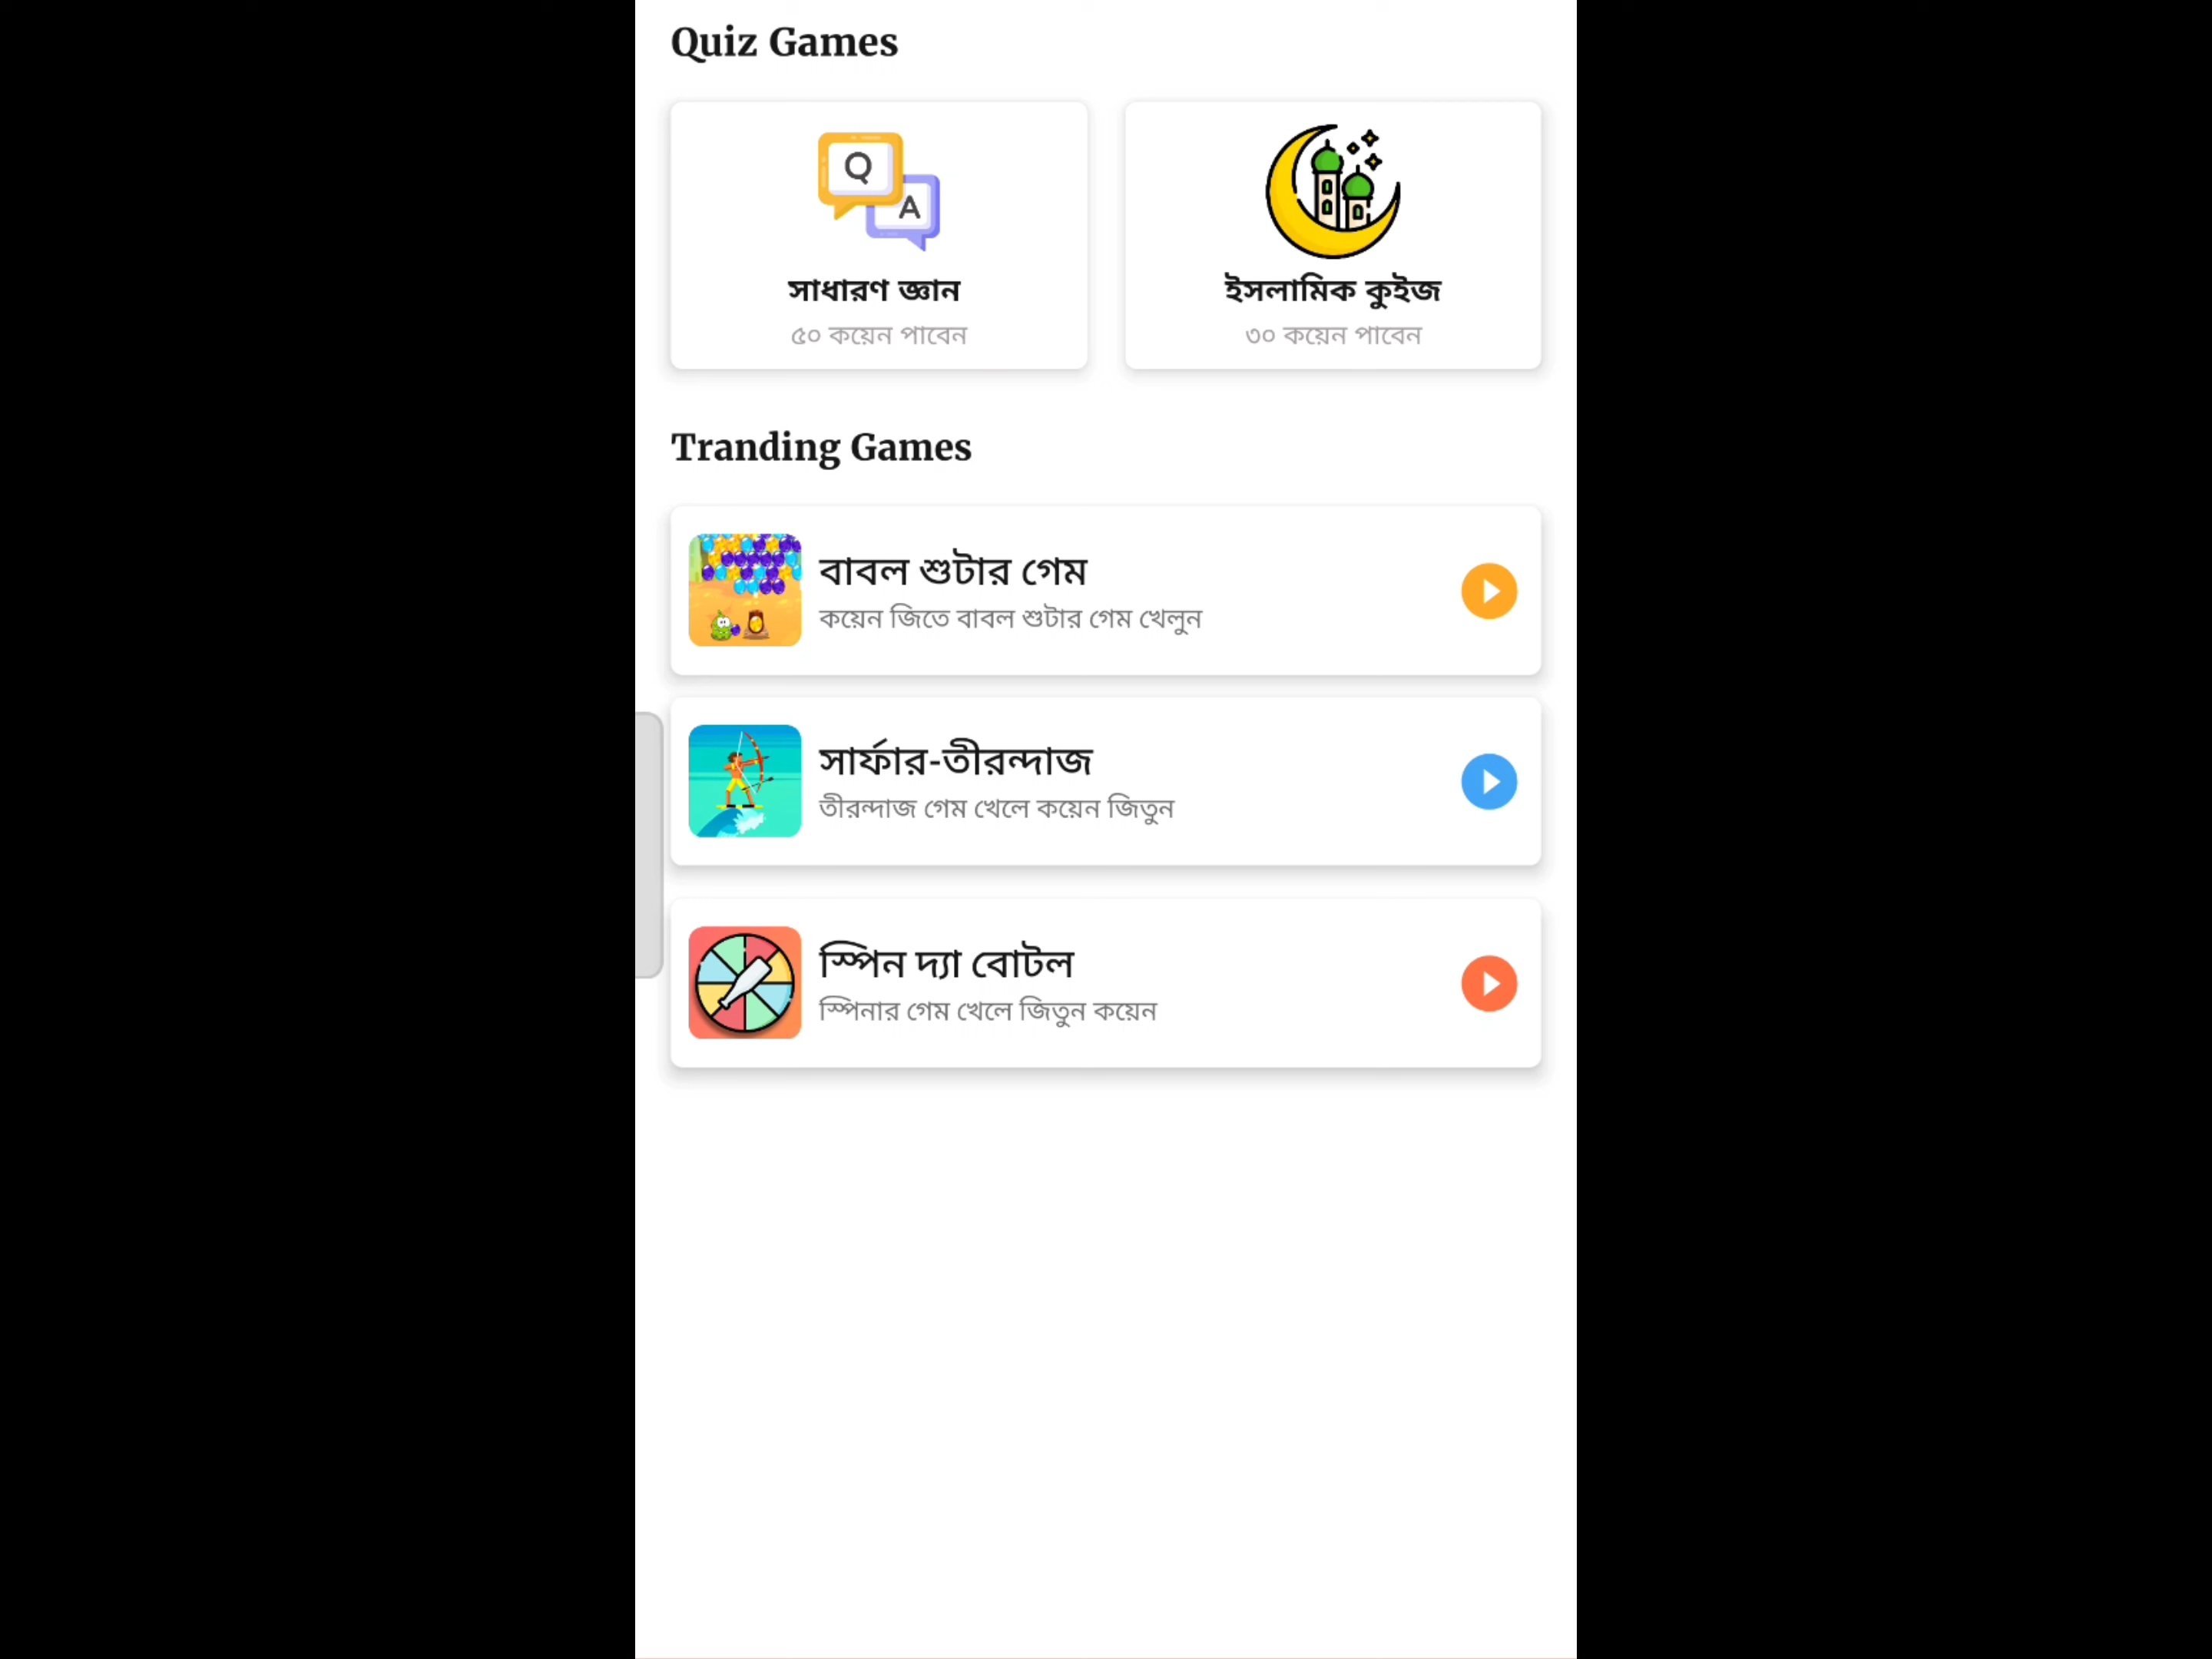 Quiz Games
Q
A
সাধারণ জ্ঞান
৫০ কয়েন পাবেন
ইসলামিক কুইজ
৩০ কয়েন পাবেন
Tranding Games
বাবল শুটার গেম
কয়েন জিতে বাবল শুটার গেম খেলুন
সার্ফার-তীরন্দাজ
তীরন্দাজ গেম খেলে কয়েন জিতুন
স্পিন দ্যা বোটল
স্পিনার গেম খেলে জিতুন কয়েন